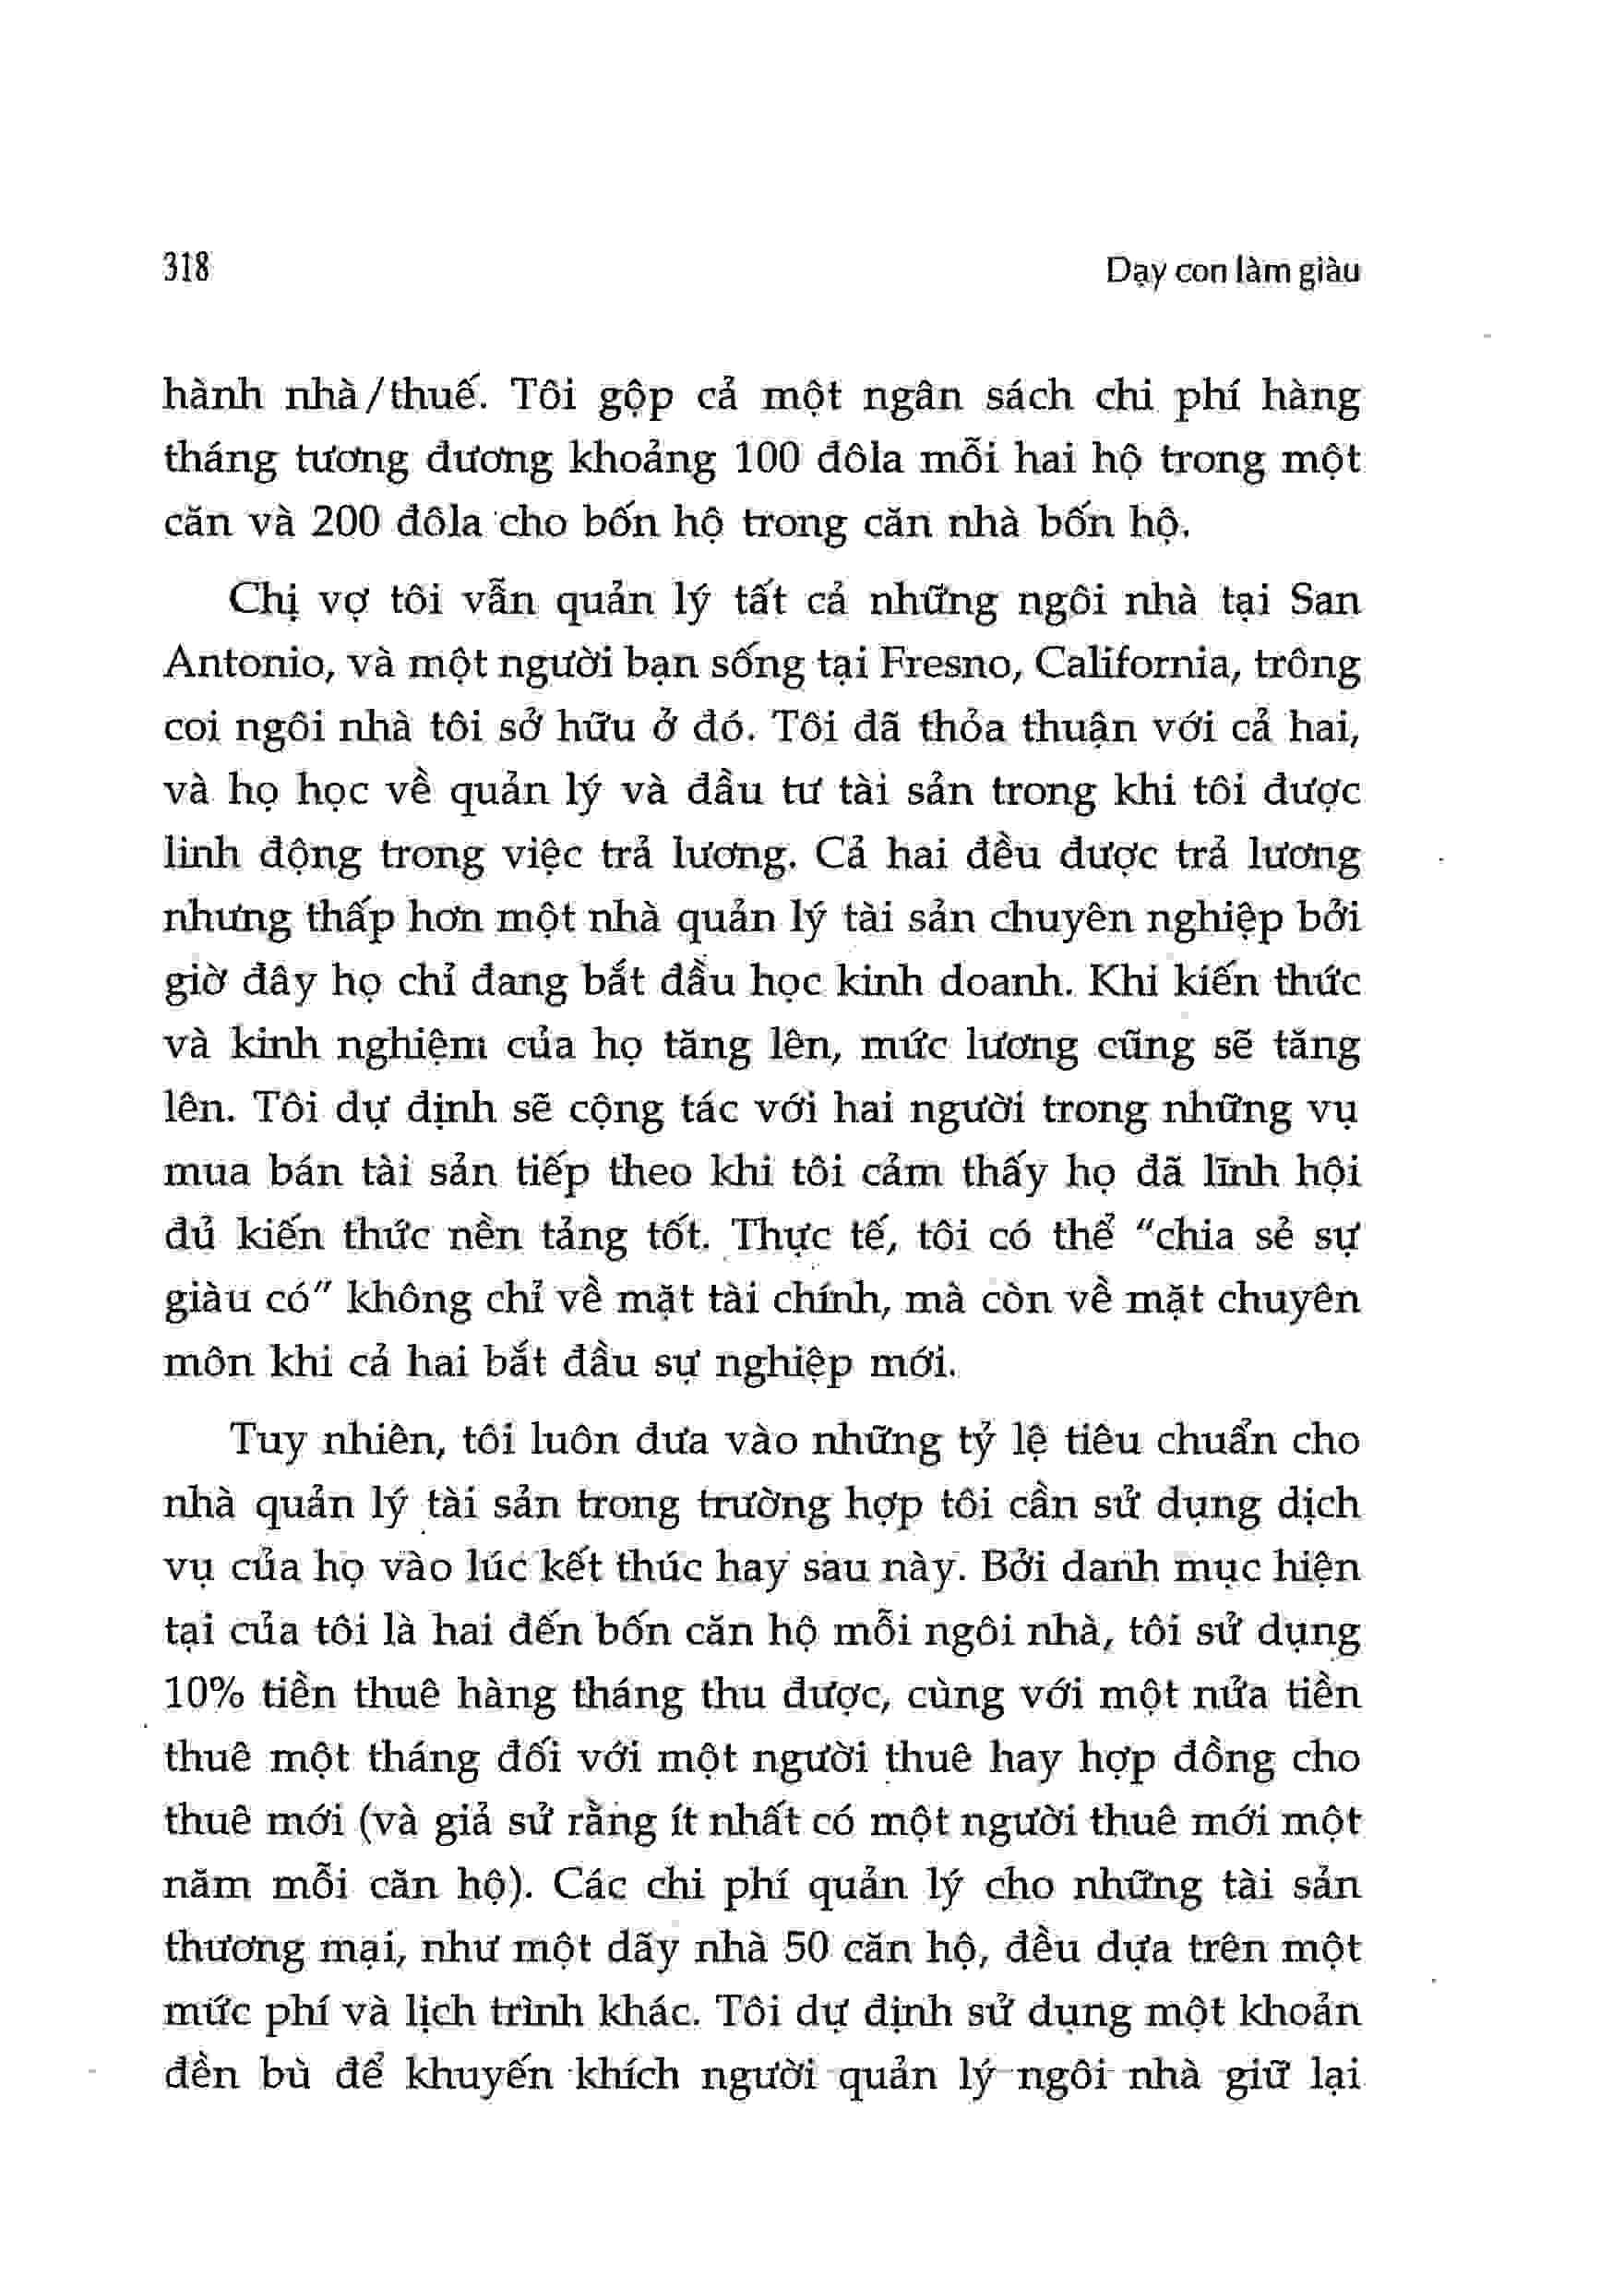 318
Dạy con làm giàu
hành nhà/thuế. Tôi gộp cả một ngân sách chi phí hàng
tháng tương đương khoảng 100 đôla mỗi hai hộ trong một
căn và 200 đôla cho bốn hộ trong căn nhà bốn hộ.
Chị vợ tôi vẫn quản lý tất cả những ngôi nhà tại San
Antonio, và một người bạn sống tại Fresno, California, trông
coi ngôi nhà tôi sở hữu ở đó. Tôi đã thỏa thuận với cả hai,
và họ học về quản lý và đầu tư tài sản trong khi tôi được
linh động trong việc trả lương. Cả hai đều được trả lương
nhưng thấp hơn một nhà quản lý tài sản chuyên nghiệp bởi
giờ đây họ chỉ đang bắt đầu học kinh doanh. Khi kiến thức
và kinh nghiệm của họ tăng lên, mức lương cũng sẽ tăng
lên. Tôi dự định sẽ cộng tác với hai người trong những vụ
mua bán tài sản tiếp theo khi tôi cảm thấy họ đã lĩnh hội
đủ kiến thức nền tảng tốt. Thực tế, tôi có thể "chia sẻ sự
giàu có" không chỉ về mặt tài chính, mà còn về mặt chuyên
môn khi cả hai bắt đầu sự nghiệp mới.
Tuy nhiên, tôi luôn đưa vào những tỷ lệ tiêu chuẩn cho
nhà quản lý tài sản trong trường hợp tôi cần sử dụng dịch
vụ của họ vào lúc kết thúc hay sau này. Bởi danh mục hiện
tại của tôi là hai đến bốn căn hộ mỗi ngôi nhà, tôi sử dụng
10% tiền thuê hàng tháng thu được, cùng với một nửa tiền
thuê một tháng đối với một người thuê hay hợp đồng cho
thuê mới (và giả sử rằng ít nhất có một người thuê mới một
năm mỗi căn hộ). Các chi phí quản lý cho những tài sản
thương mại, như một dãy nhà 50 căn hộ, đều dựa trên một
mức phí và lịch trình khác. Tôi dự định sử dụng một khoản
đền bù để khuyến khích người quản lý ngôi nhà giữ lại